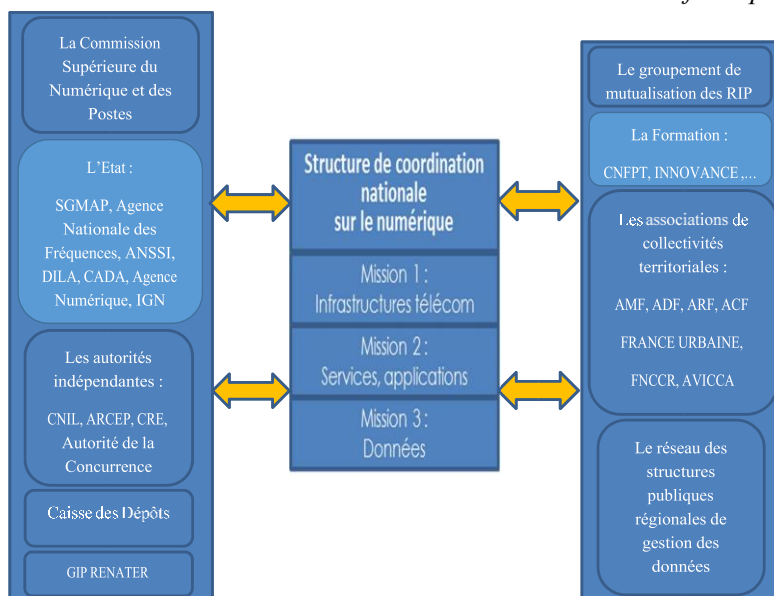 La Commission
Supérieure du
Numérique et des
Postes
L'Etat :
SGMAP, Agence
Nationale des
Fréquences, ANSSI,
DILA, CADA, Agence
Numérique, IGN
Les autorités
indépendantes :
CNIL, ARCEP, CRE,
Autorité de la
Concurrence
Caisse des Dépôts
GIP RENATER
Structure de coordination
nationale
sur le numérique
Mission 1 :
Infrastructures télécom
Mission 2 :
Services, applications
Mission 3 :
Données
Le groupement de
mutualisation des RIP
La Formation :
CNFPT, INNOVANCE ,...
Les associations de
collectivités
territoriales :
AMF, ADF, ARF, ACF
FRANCE URBAINE,
FNCCR, AVICCA
Le réseau des
structures
publiques
régionales de
gestion des
données